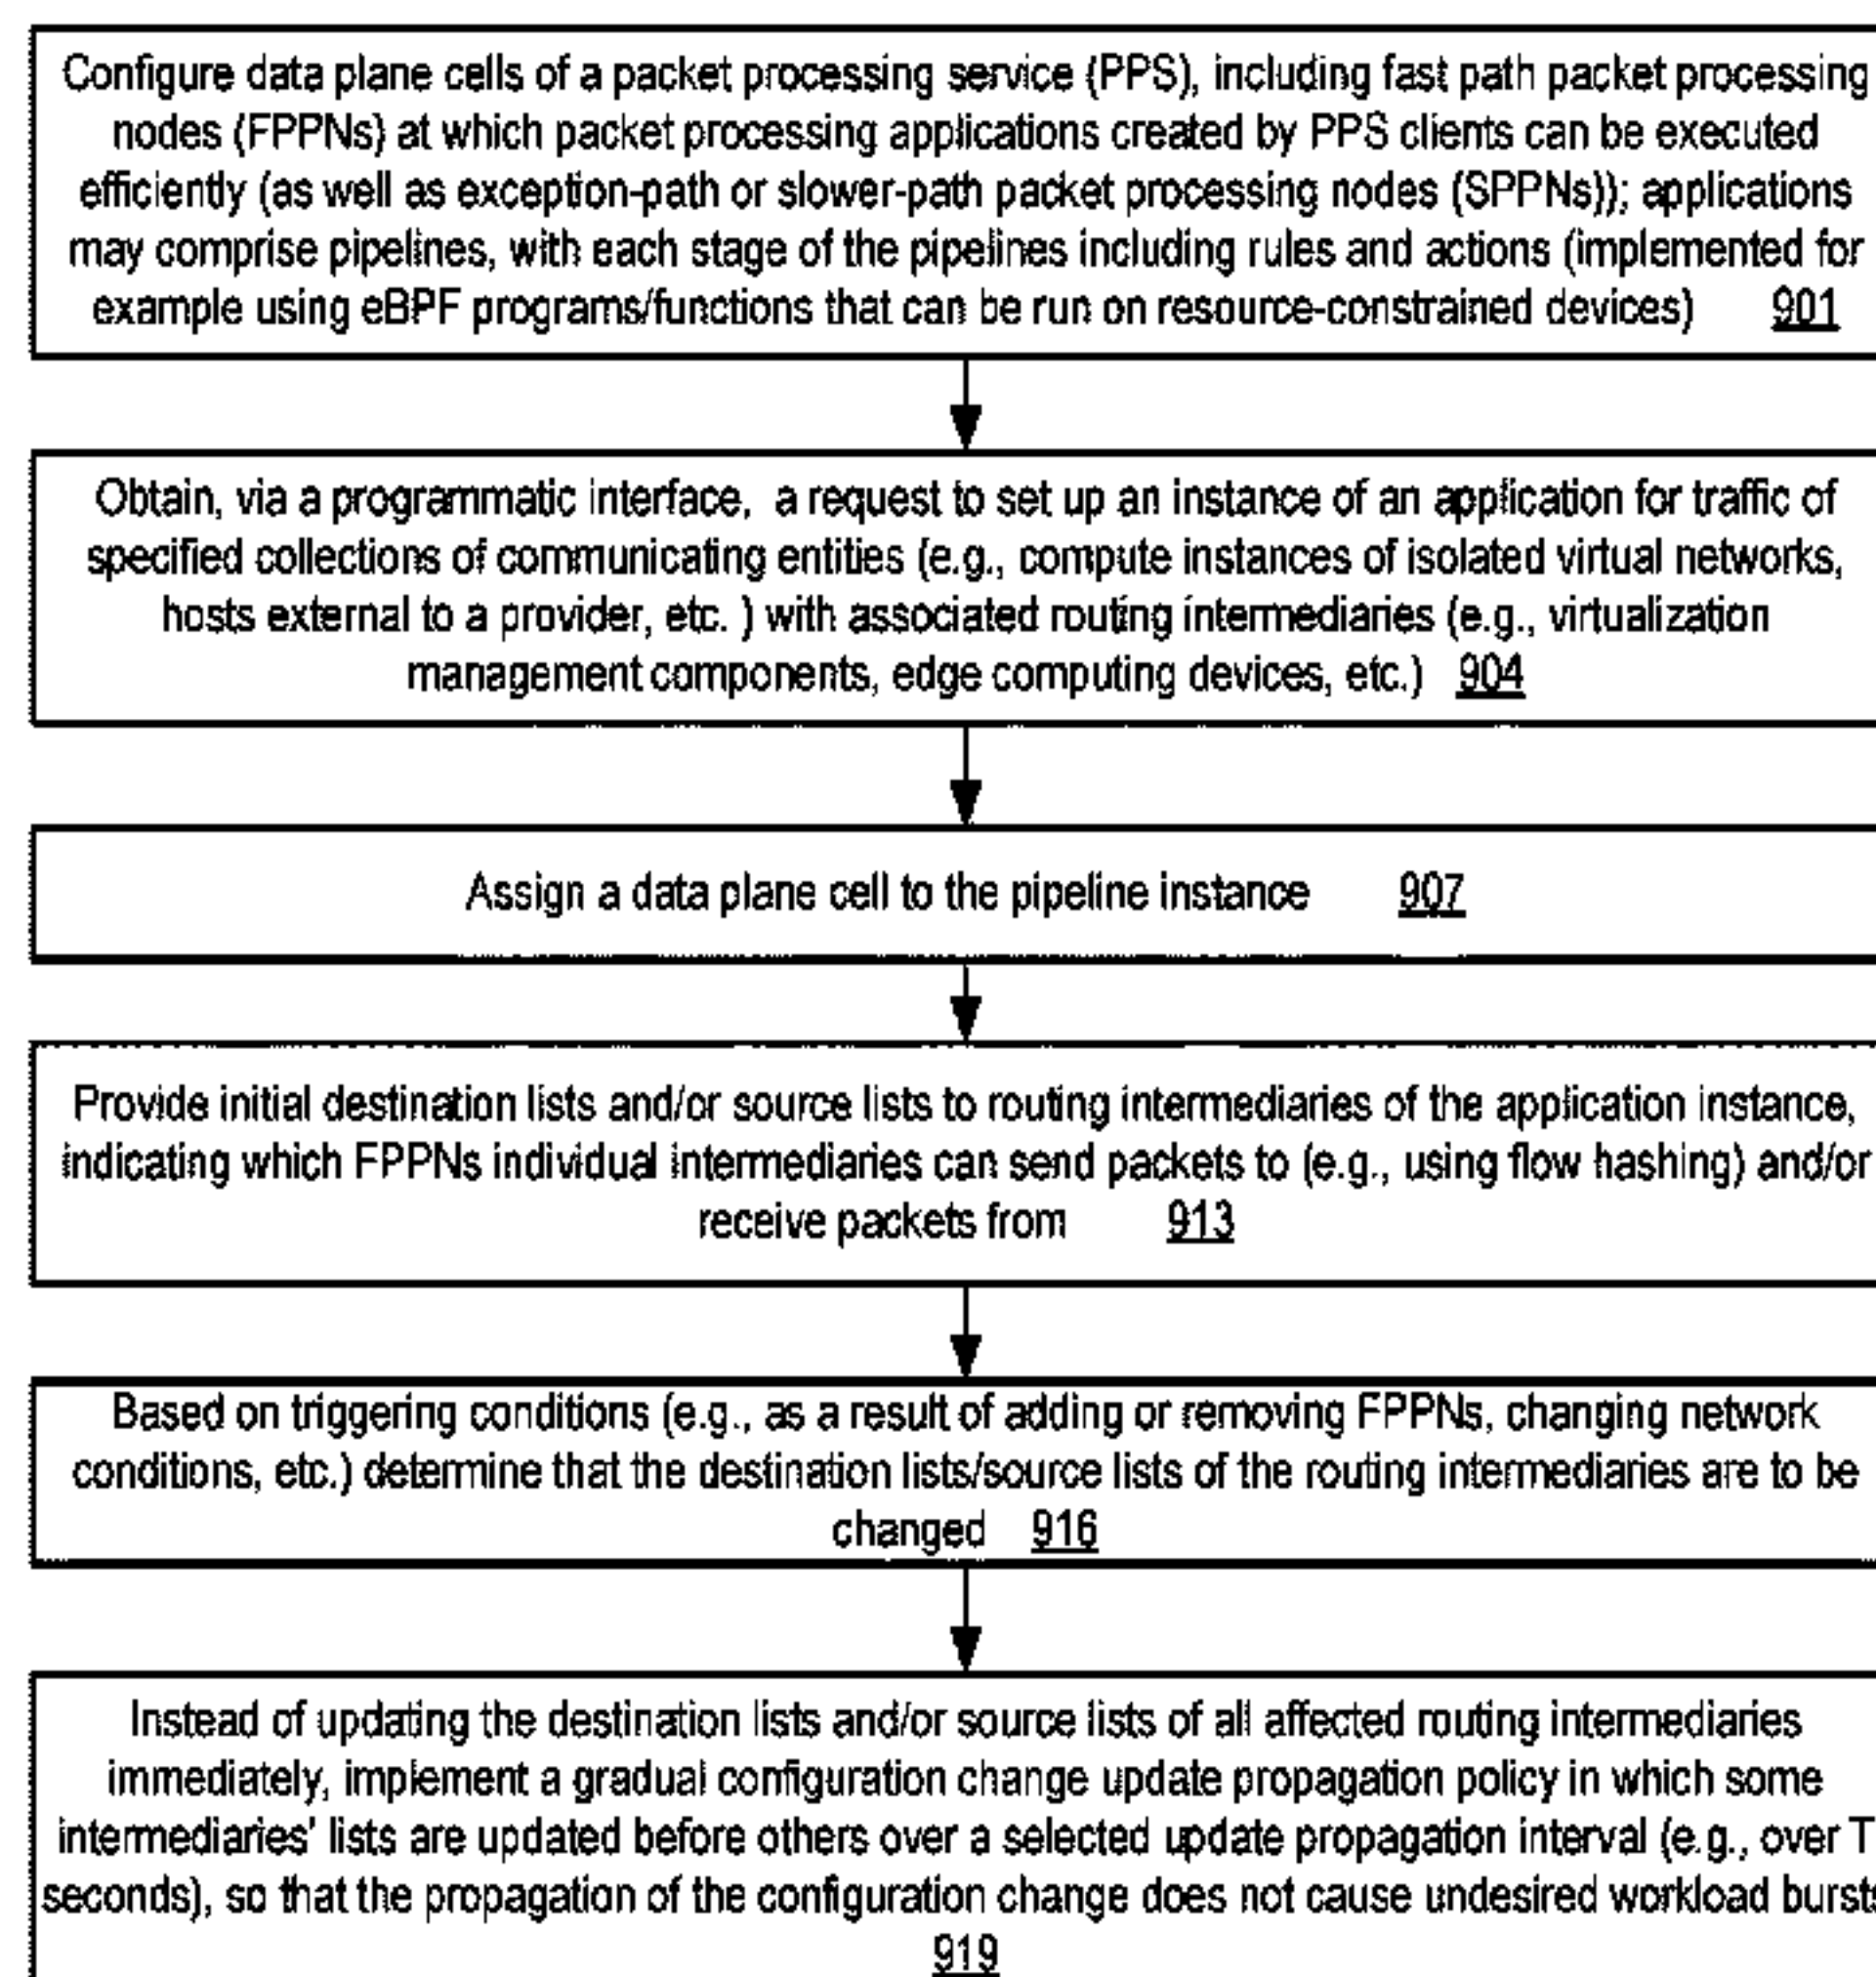 Configure data plane cells of a packet processing service (PPS), including fast path packet processing
nodes (FPPNs) at which packet processing applications created by PPS clients can be executed
efficiently (as well as exception-path or slower-path packet processing nodes (SPPNs)); applications
may comprise pipelines, with each stage of the pipelines including rules and actions (implemented for
example using eBPF programs/functions that can be run on resource-constrained devices) 901
Obtain, via a programmatic interface, a request to set up an instance of an application for traffic of
specified collections of communicating entities (e.g., compute instances of isolated virtual networks,
hosts external to a provider, etc. ) with associated routing intermediaries (e.g., virtualization
management components, edge computing devices, etc.) 904
Assign a data plane cell to the pipeline instance 907
Provide initial destination lists and/or source lists to routing intermediaries of the application instance,
indicating which FPPNs individual intermediaries can send packets to (e.g., using flow hashing) and/or
receive packets from 913
Based on triggering conditions (e.g., as a result of adding or removing FPPNs, changing network
conditions, etc.) determine that the destination lists/source lists of the routing intermediaries are to be
changed 916
Instead of updating the destination lists and/or source lists of all affected routing intermediaries
immediately, implement a gradual configuration change update propagation policy in which some
intermediaries' lists are updated before others over a selected update propagation interval (e.g., over T
seconds), so that the propagation of the configuration change does not cause undesired workload bursts
919